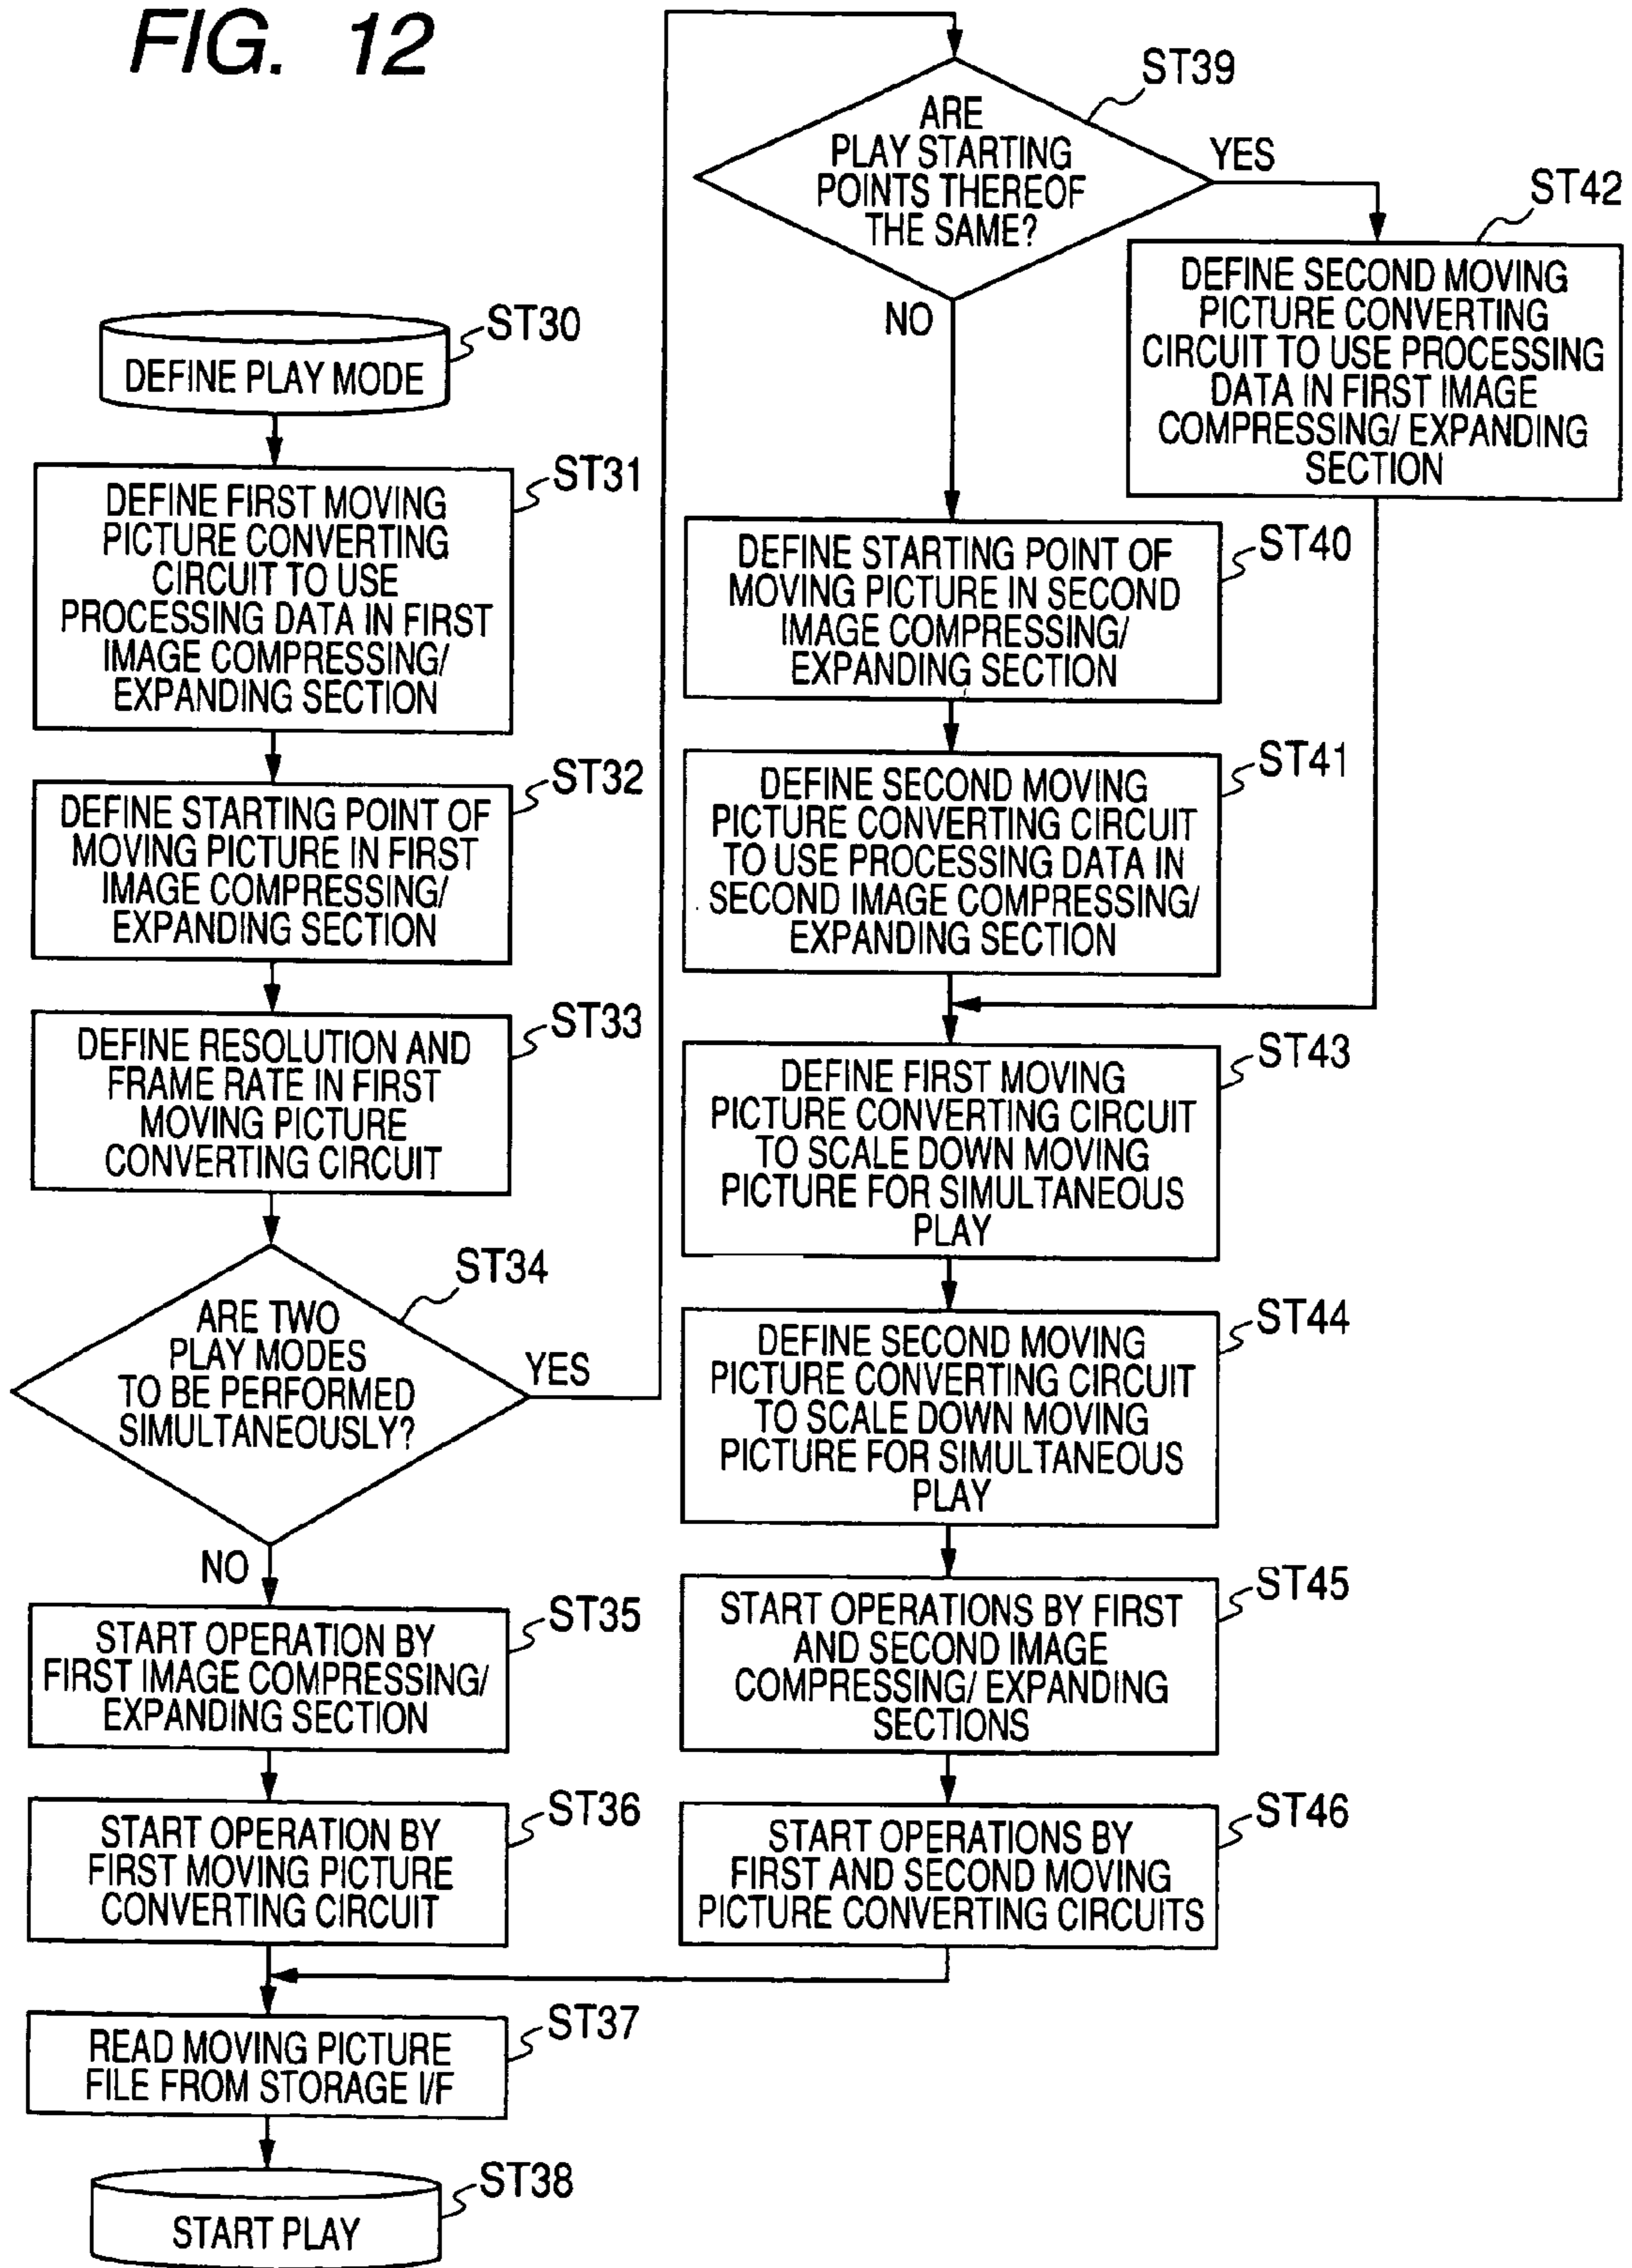 FIG. 12
ST30
DEFINE PLAY MODE
ST31
DEFINE FIRST MOVING
PICTURE CONVERTING
CIRCUIT TO USE
PROCESSING DATA IN FIRST
IMAGE COMPRESSING/
EXPANDING SECTION
ST32
DEFINE STARTING POINT OF
MOVING PICTURE IN FIRST
IMAGE COMPRESSING/
EXPANDING SECTION
ST33
DEFINE RESOLUTION AND
FRAME RATE IN FIRST
MOVING PICTURE
CONVERTING CIRCUIT
ST34
ARE TWO
PLAY MODES
TO BE PERFORMED
SIMULTANEOUSLY?
YES
NO
ST35
START OPERATION BY
FIRST IMAGE COMPRESSING/
EXPANDING SECTION
ST36
START OPERATION BY
FIRST MOVING PICTURE
CONVERTING CIRCUIT
ST37
READ MOVING PICTURE
FILE FROM STORAGE I/F
ST38
START PLAY
ST39
ARE
PLAY STARTING
POINTS THEREOF
THE SAME?
YES
NO
ST42
DEFINE SECOND MOVING
PICTURE CONVERTING
CIRCUIT TO USE PROCESSING
DATA IN FIRST IMAGE
COMPRESSING/ EXPANDING
SECTION
ST40
DEFINE STARTING POINT OF
MOVING PICTURE IN SECOND
IMAGE COMPRESSING/
EXPANDING SECTION
ST41
DEFINE SECOND MOVING
PICTURE CONVERTING CIRCUIT
TO USE PROCESSING DATA IN
SECOND IMAGE COMPRESSING/
EXPANDING SECTION
ST43
DEFINE FIRST MOVING
PICTURE CONVERTING CIRCUIT
TO SCALE DOWN MOVING
PICTURE FOR SIMULTANEOUS
PLAY
ST44
DEFINE SECOND MOVING
PICTURE CONVERTING CIRCUIT
TO SCALE DOWN MOVING
PICTURE FOR SIMULTANEOUS
PLAY
ST45
START OPERATIONS BY FIRST
AND SECOND IMAGE
COMPRESSING/ EXPANDING
SECTIONS
ST46
START OPERATIONS BY
FIRST AND SECOND MOVING
PICTURE CONVERTING CIRCUITS